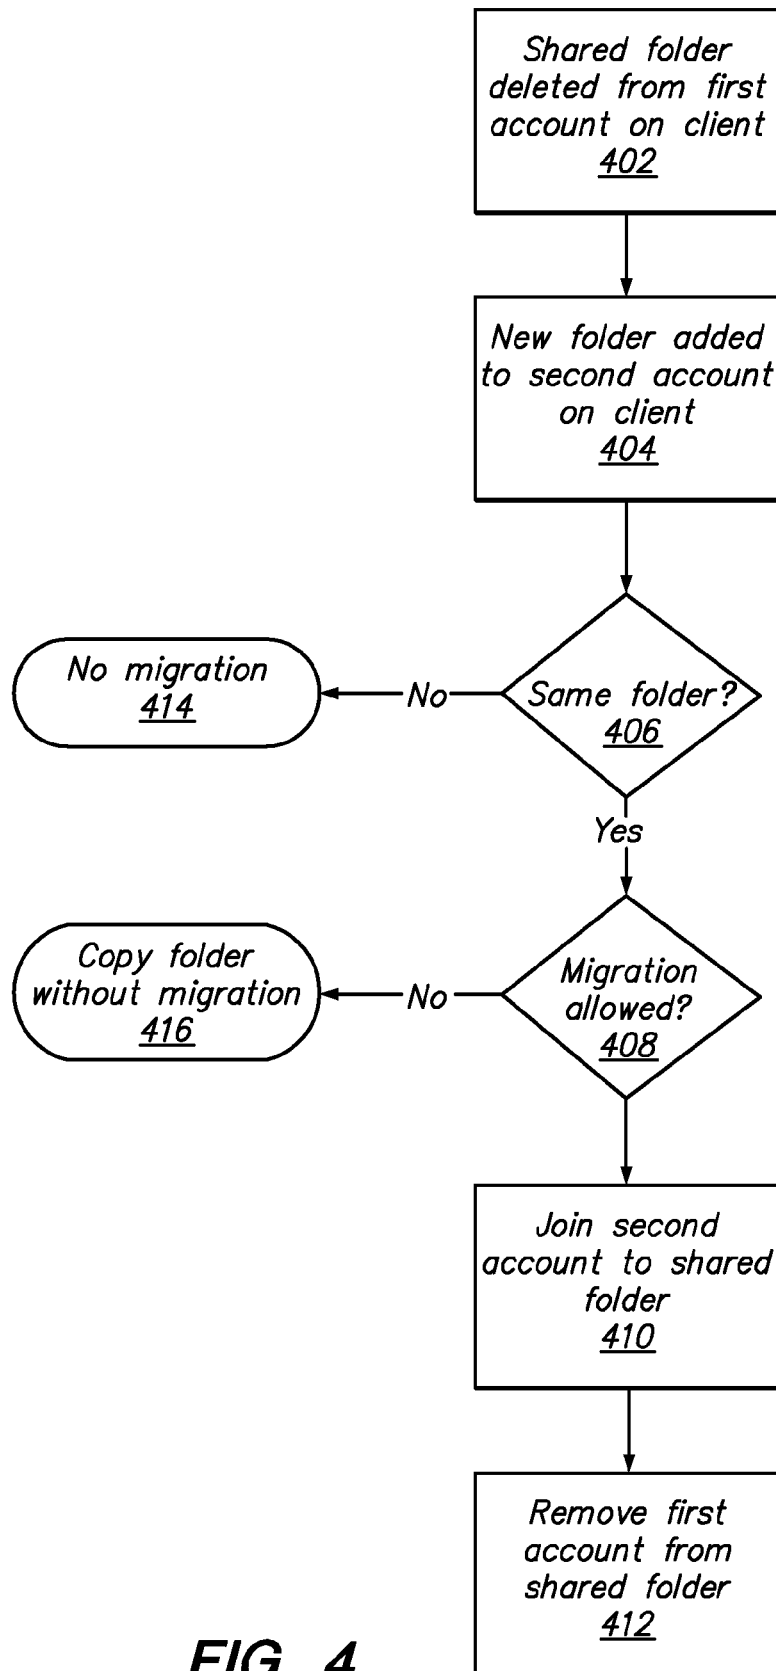 Shared folder
deleted from first
account on client
402
New folder added
to second account
on client
404
Same folder?
406
No
No migration
414
Yes
Migration
allowed?
408
No
Copy folder
without migration
416
Join second
account to shared
folder
410
Remove first
account from
shared folder
412
FIG. 4